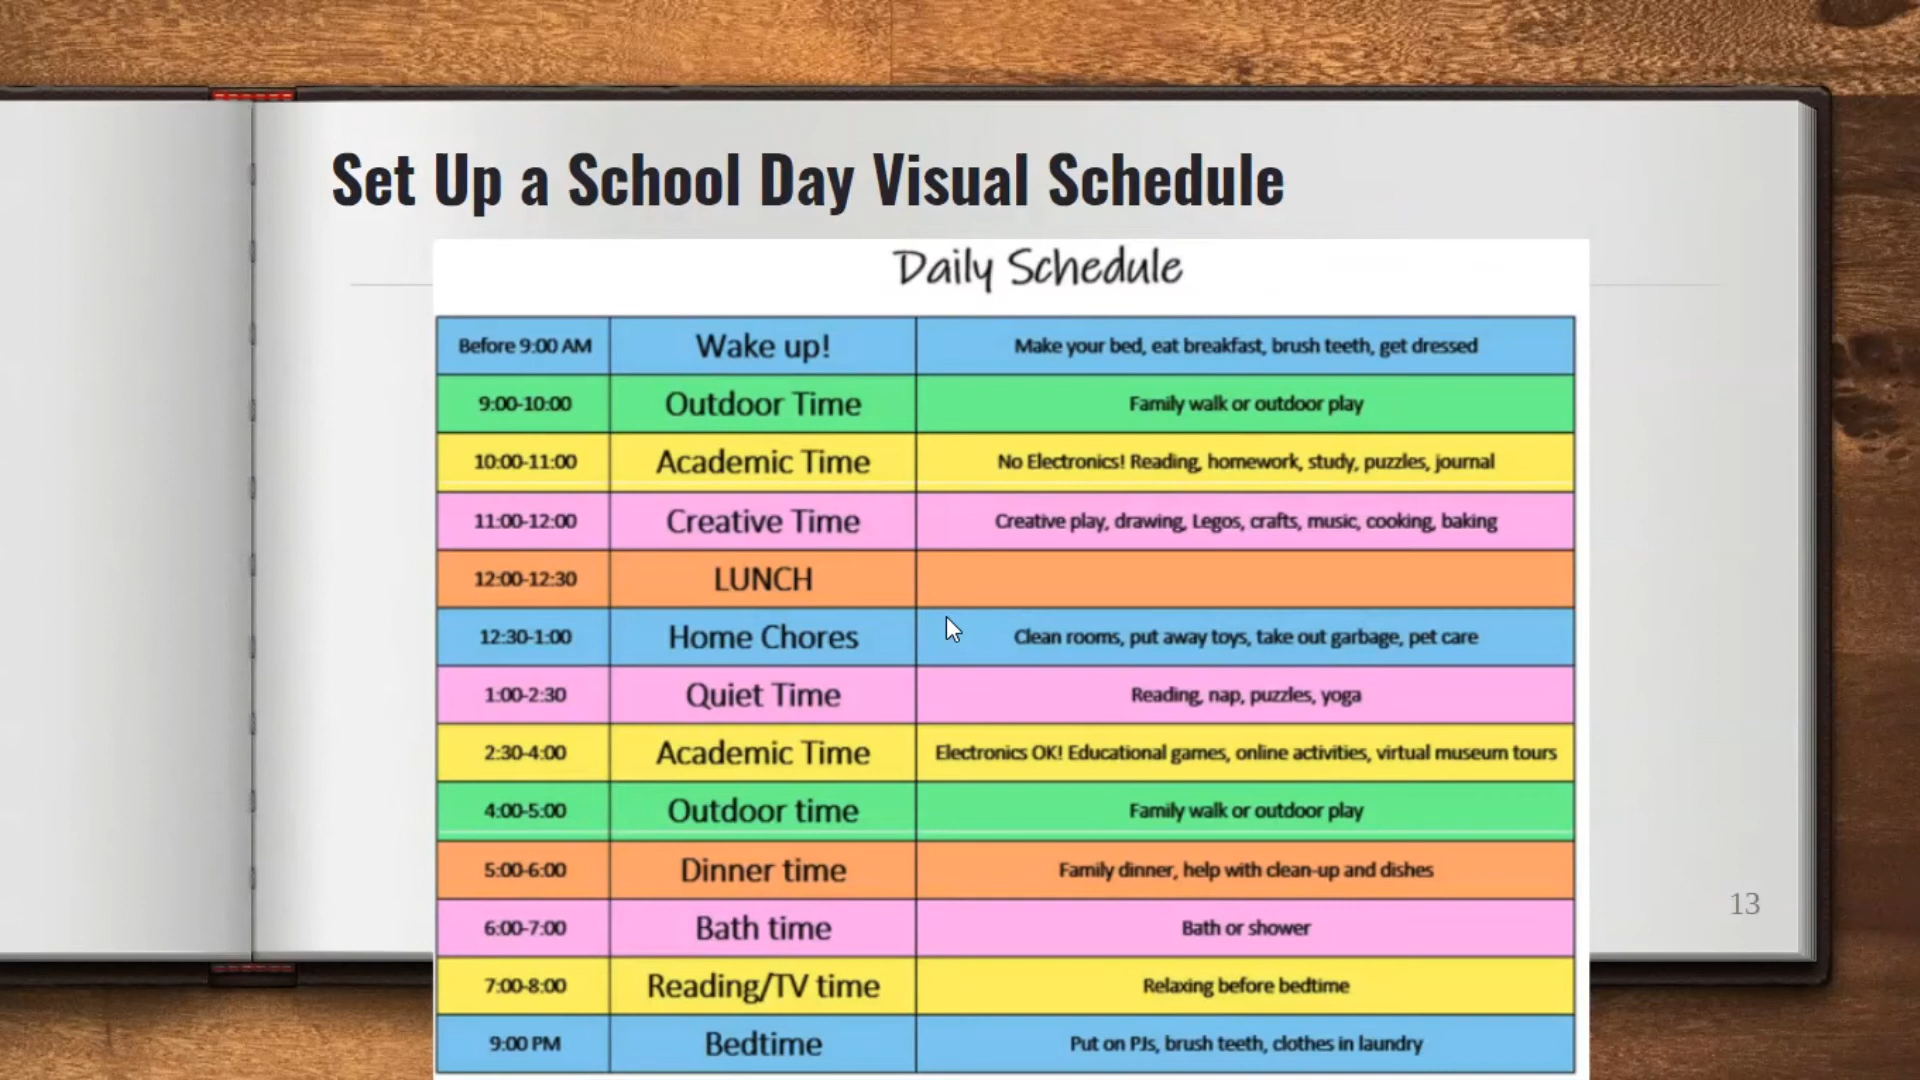 Set Up a School Day Visual Schedule
Daily Schedule
Before 9:00 AM Wake up! Make your bed, eat breakfast, brush teeth, get dressed
9:00-10:00 Outdoor Time Family walk or outdoor play
10:00-11:00 Academic Time No Electronics! Reading, homework, study, puzzles, journal
11:00-12:00 Creative Time Creative play, drawing, Legos, crafts, music, cooking, baking
12:00-12:30 LUNCH
12:30-1:00 Home Chores Clean rooms, put away toys, take out garbage, pet care
1:00-2:30 Quiet Time Reading, nap, puzzles, yoga
2:30-4:00 Academic Time Electronics OK! Educational games, online activities, virtual museum tours
4:00-5:00 Outdoor time Family walk or outdoor play
5:00-6:00 Dinner time Family dinner, help with clean-up and dishes
6:00-7:00 Bath time Bath or shower
7:00-8:00 Reading/TV time Relaxing before bedtime
9:00 PM Bedtime Put on PJs, brush teeth, clothes in laundry
13